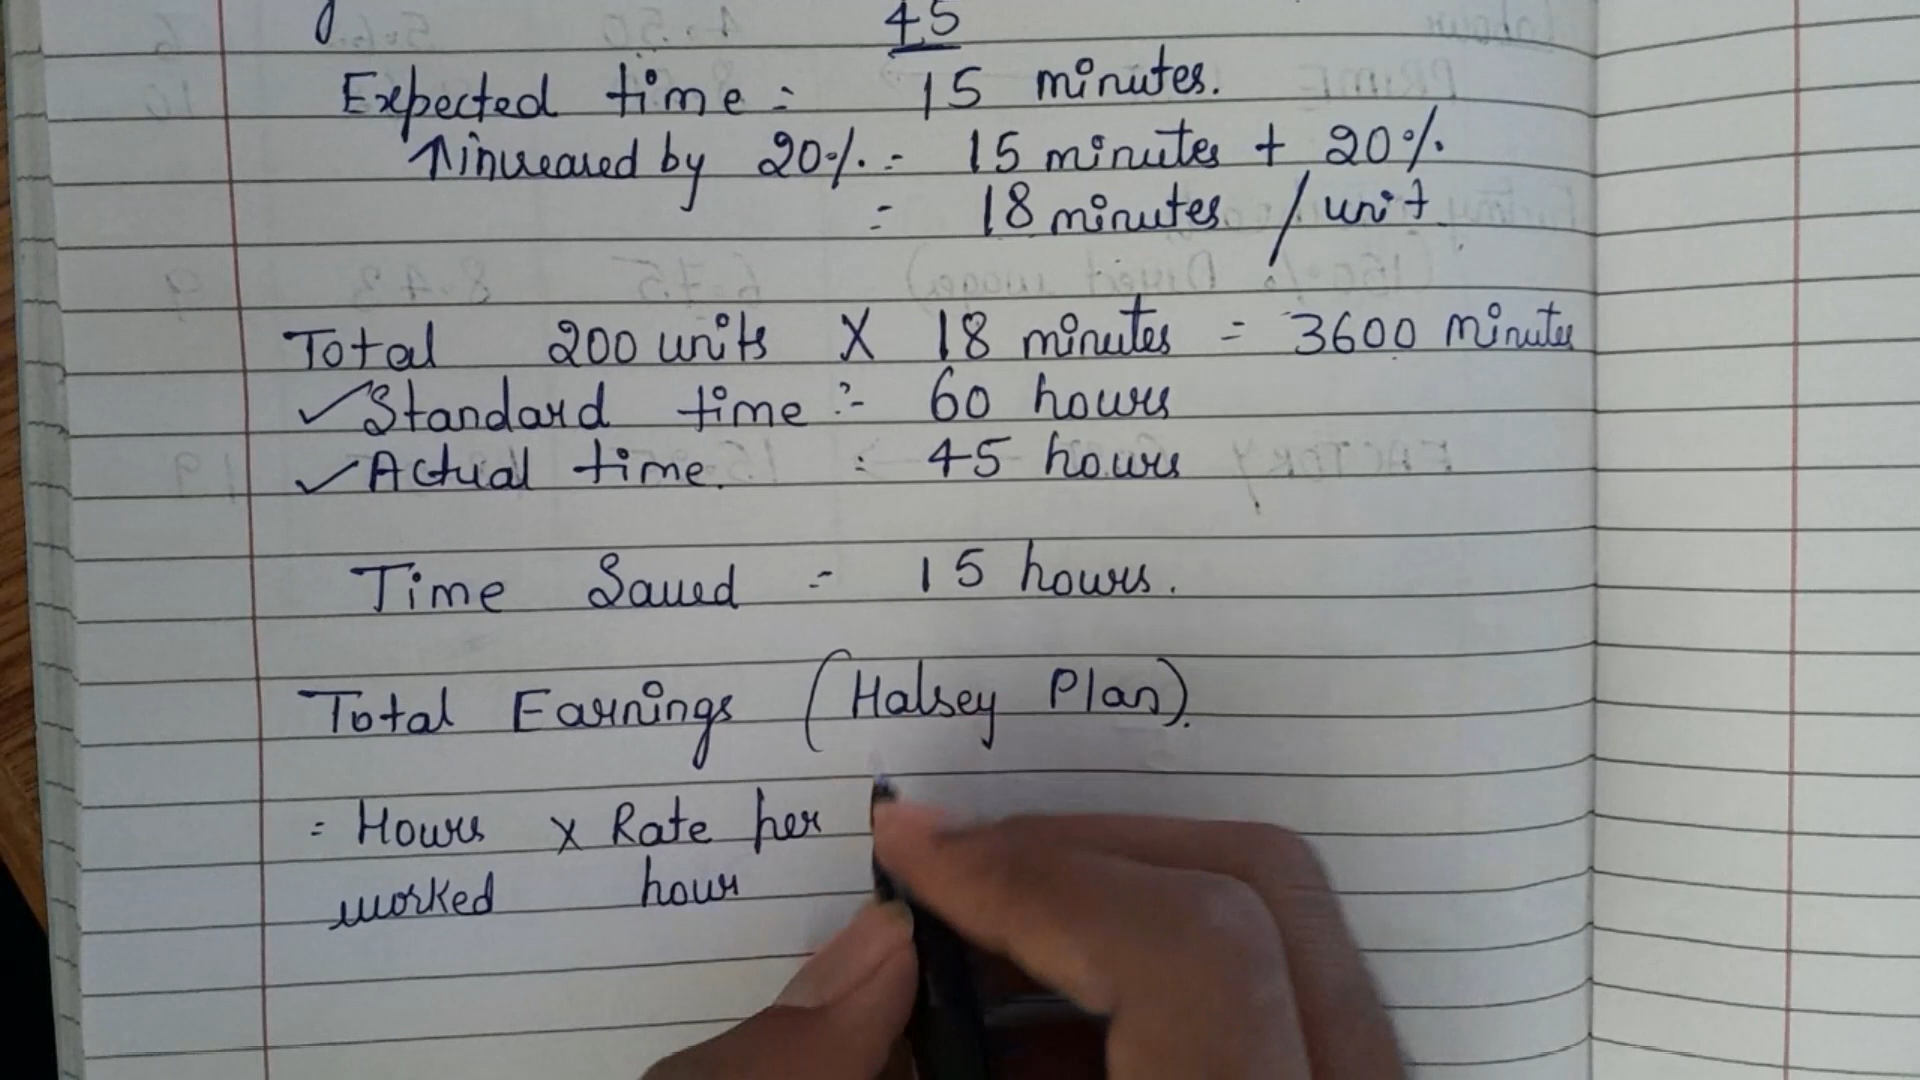 45
Expected time = 15 minutes.
↑increased by 20% = 15 minutes + 20%
= 18 minutes / unit
Total 200 units X 18 minutes = 3600 minutes
✓Standard time :- 60 hours
✓Actual time : 45 hours
Time Saved = 15 hours.
Total Earnings (Halsey Plan).
= Hours x Rate per
worked hour